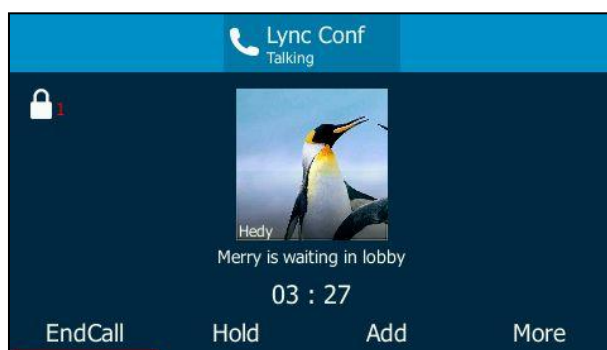 Lync Conf
Talking
1
Hedy
Merry is waiting in lobby
03 : 27
EndCall Hold Add More